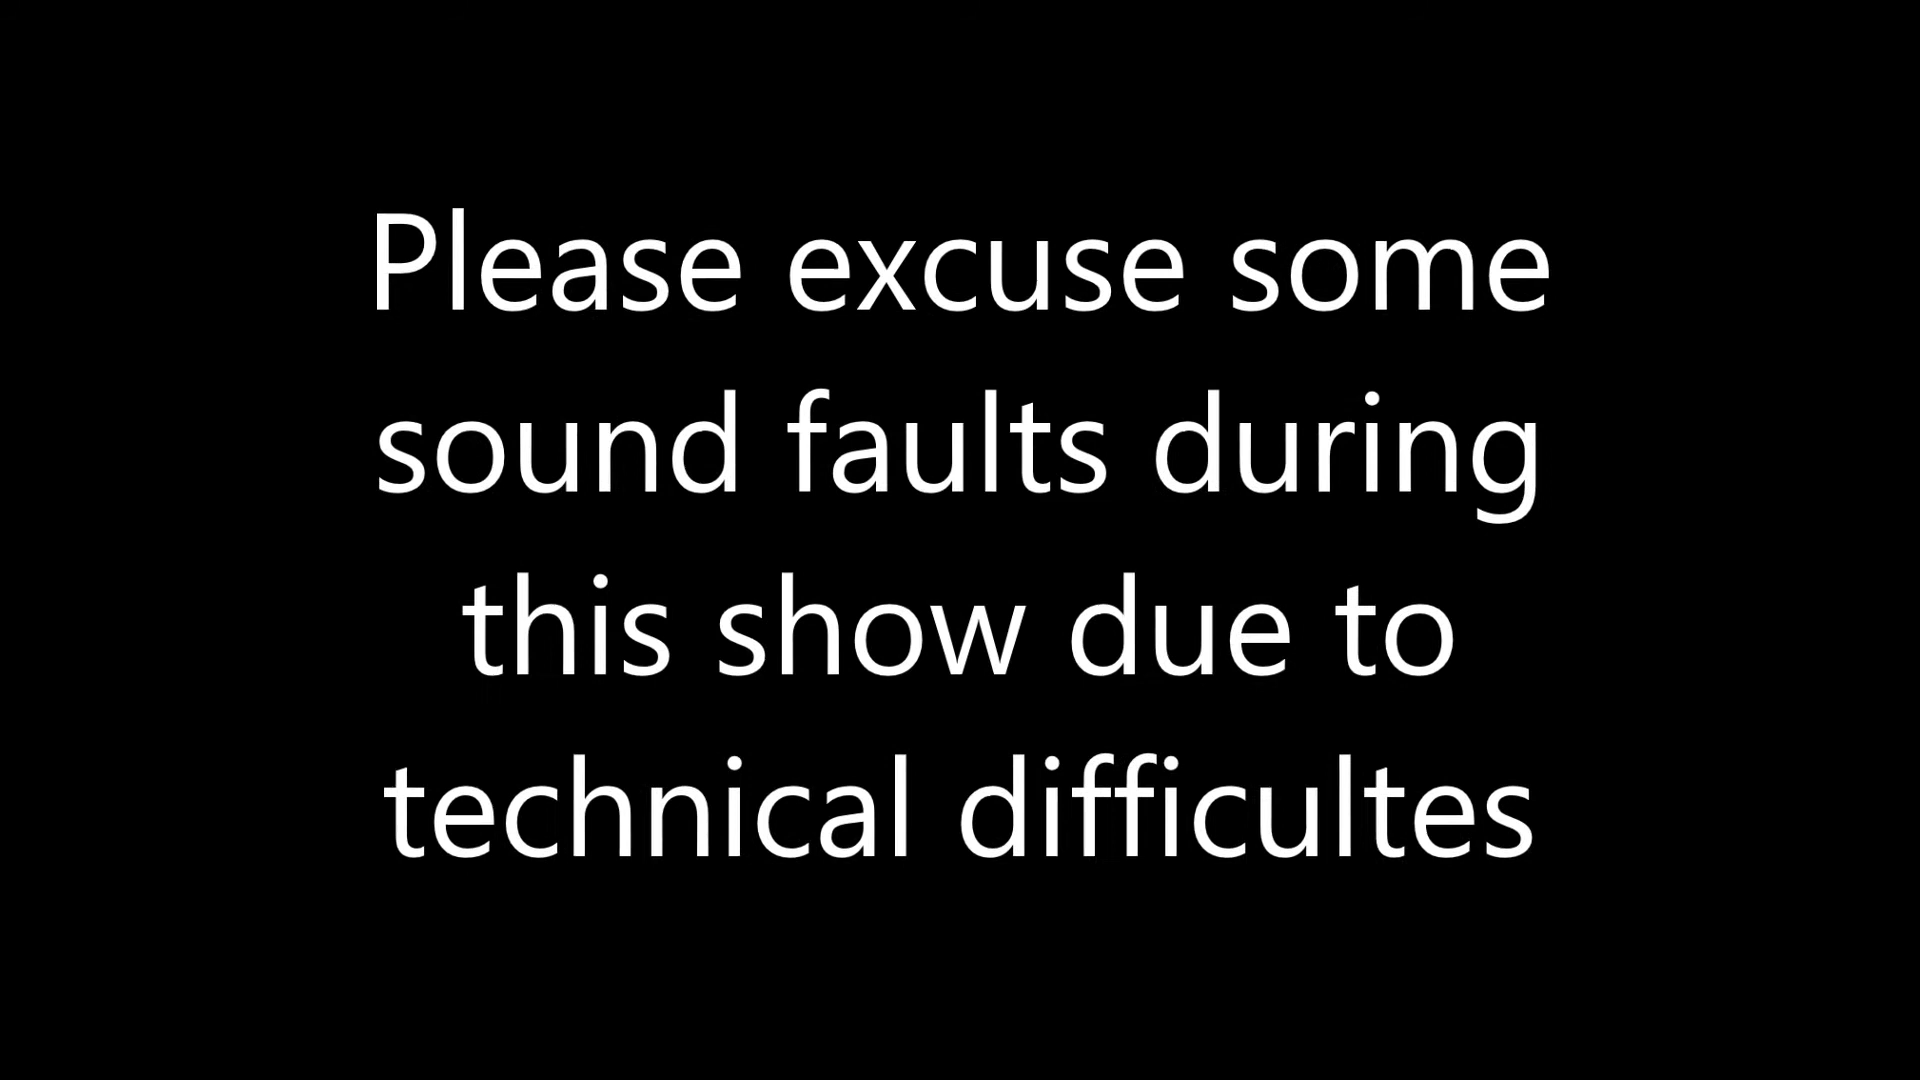 Please excuse some
sound faults during
this show due to
technical difficultes